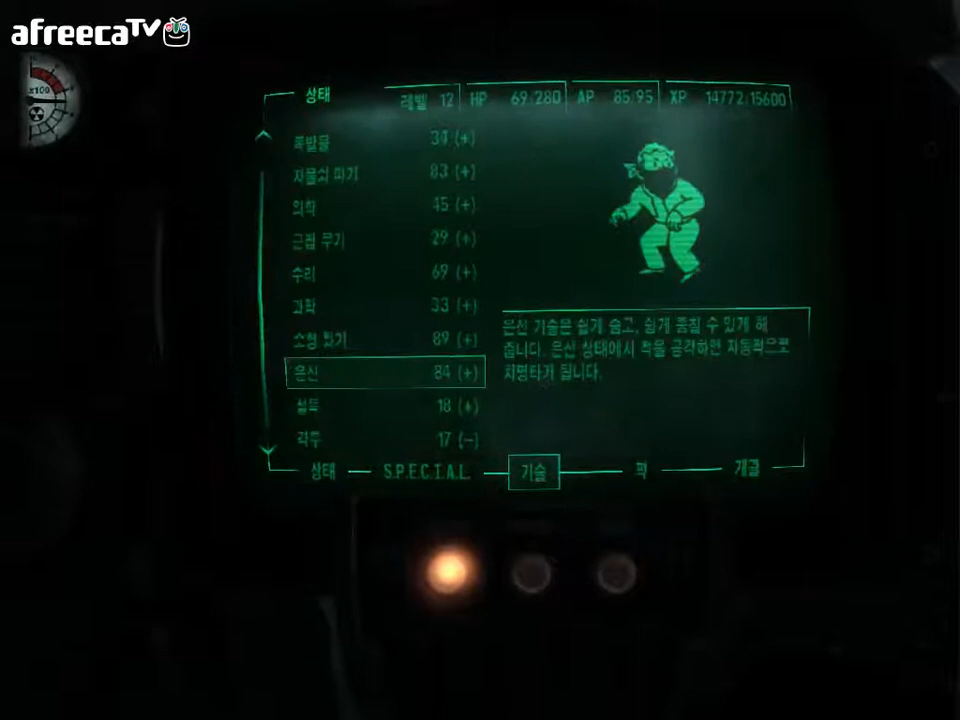 afreecaTV
x100
상태
레벨 12 HP 69/280 AP 85/95 XP 14772/15600
폭발물 34 (+)
자물쇠 따기 83 (+)
의학 45 (+)
근접 무기 29 (+)
수리 69 (+)
과학 33 (+)
소형 화기 89 (+)
은신 84 (+)
설득 18 (+)
격투 17 (-)
은신 기술은 쉽게 숨고, 쉽게 훔칠 수 있게 해
줍니다. 은신 상태에서 적을 공격하면 자동적으로
치명타가 됩니다.
상태 S.P.E.C.I.A.L. 기술 퍽 개괄